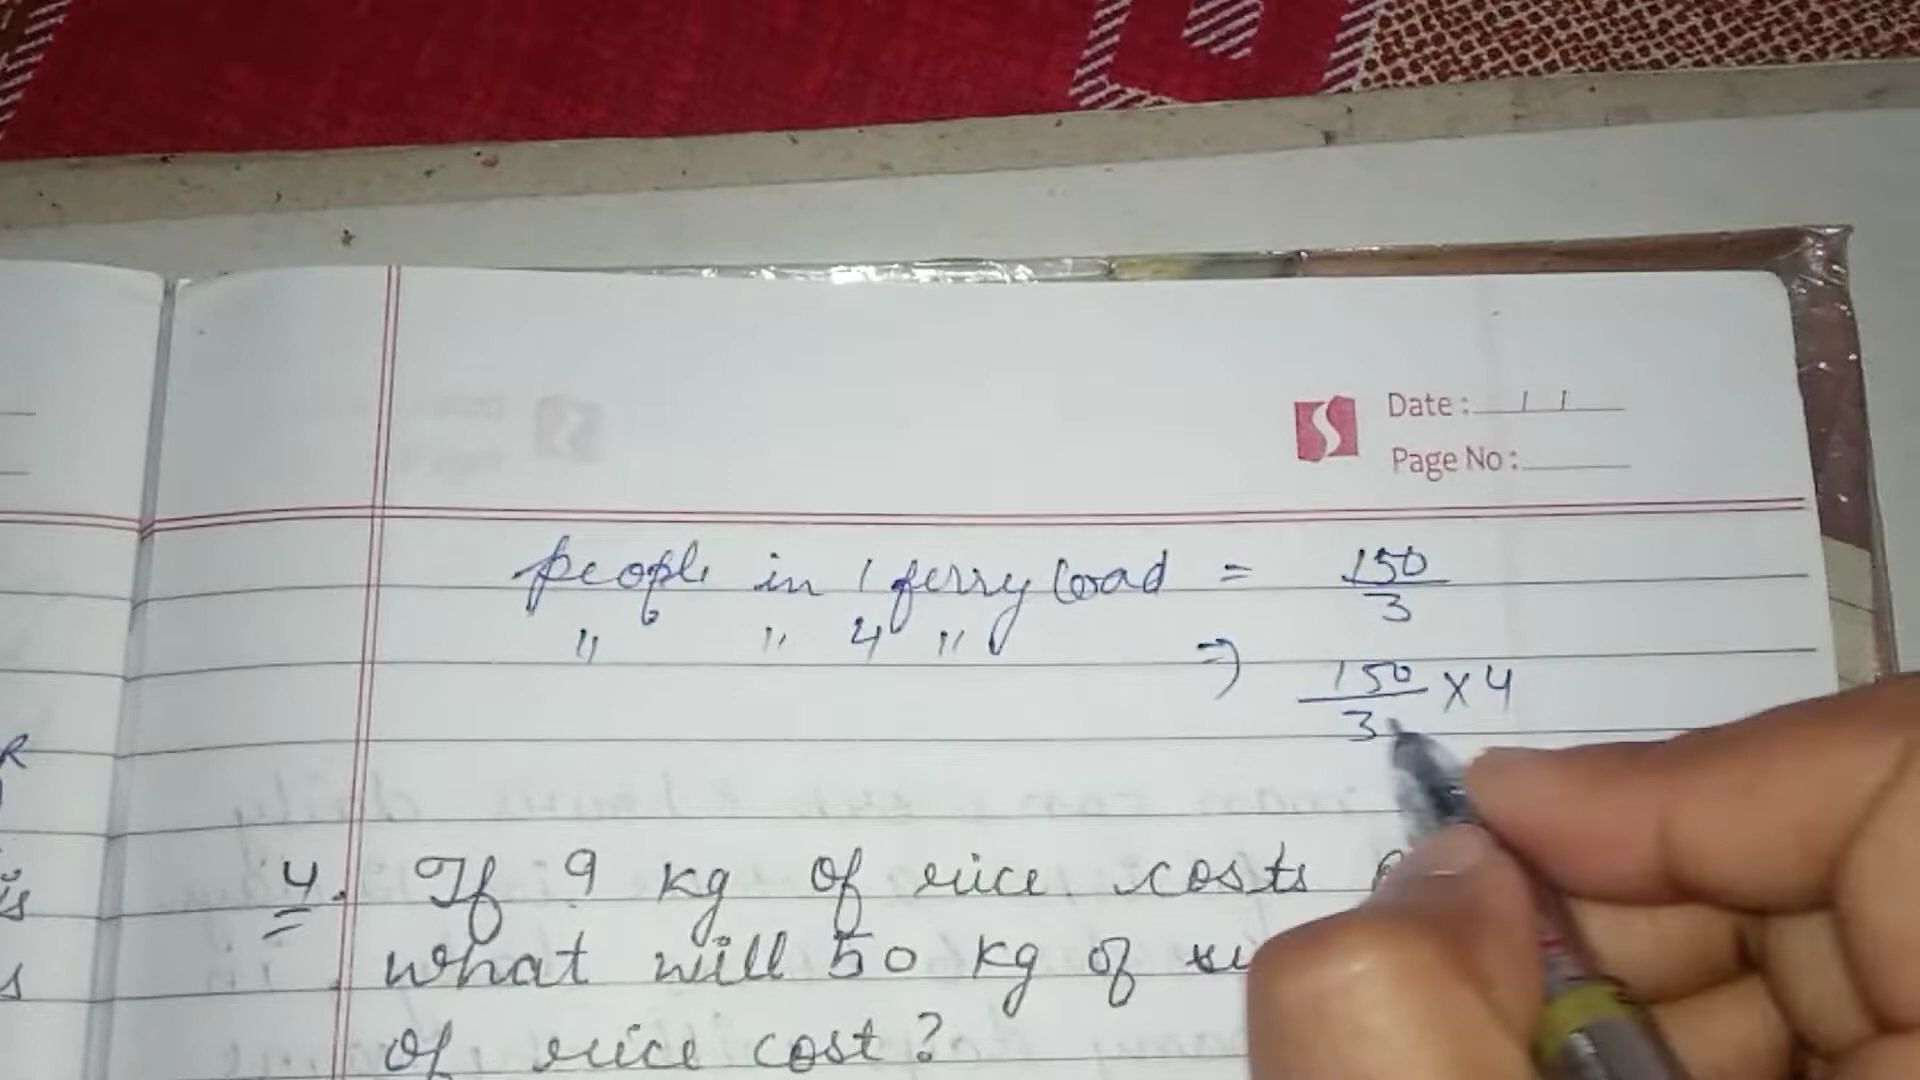 Date : / /
Page No :
people in 1 ferry load = 150/3
" " 4 " ⇒ 150/3 × 4
4. If 9 kg of rice costs
what will 50 kg of
of rice cost?